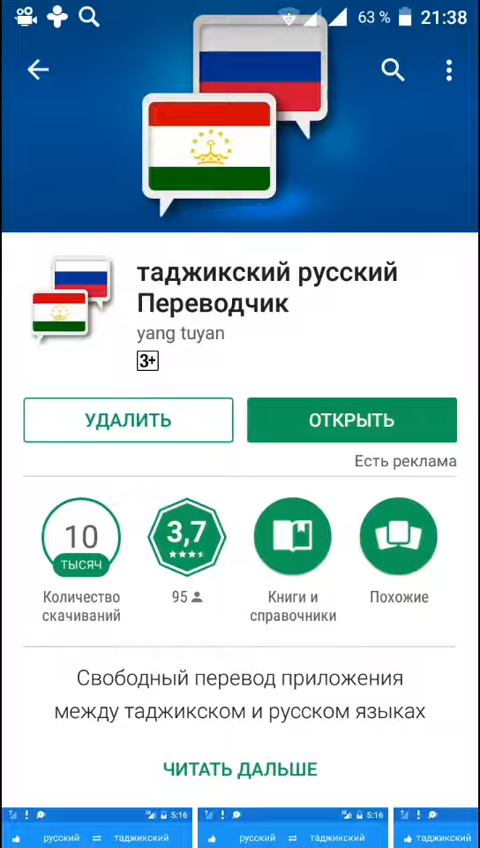 63 % 21:38
таджикский русский
Переводчик
yang tuyan
3+
УДАЛИТЬ ОТКРЫТЬ
Есть реклама
10
ТЫСЯЧ
3,7
Количество
скачиваний
95
Книги и
справочники
Похожие
Свободный перевод приложения
между таджикском и русском языках
ЧИТАТЬ ДАЛЬШЕ
5:16 5:16
русский таджикский русский таджикский таджикский